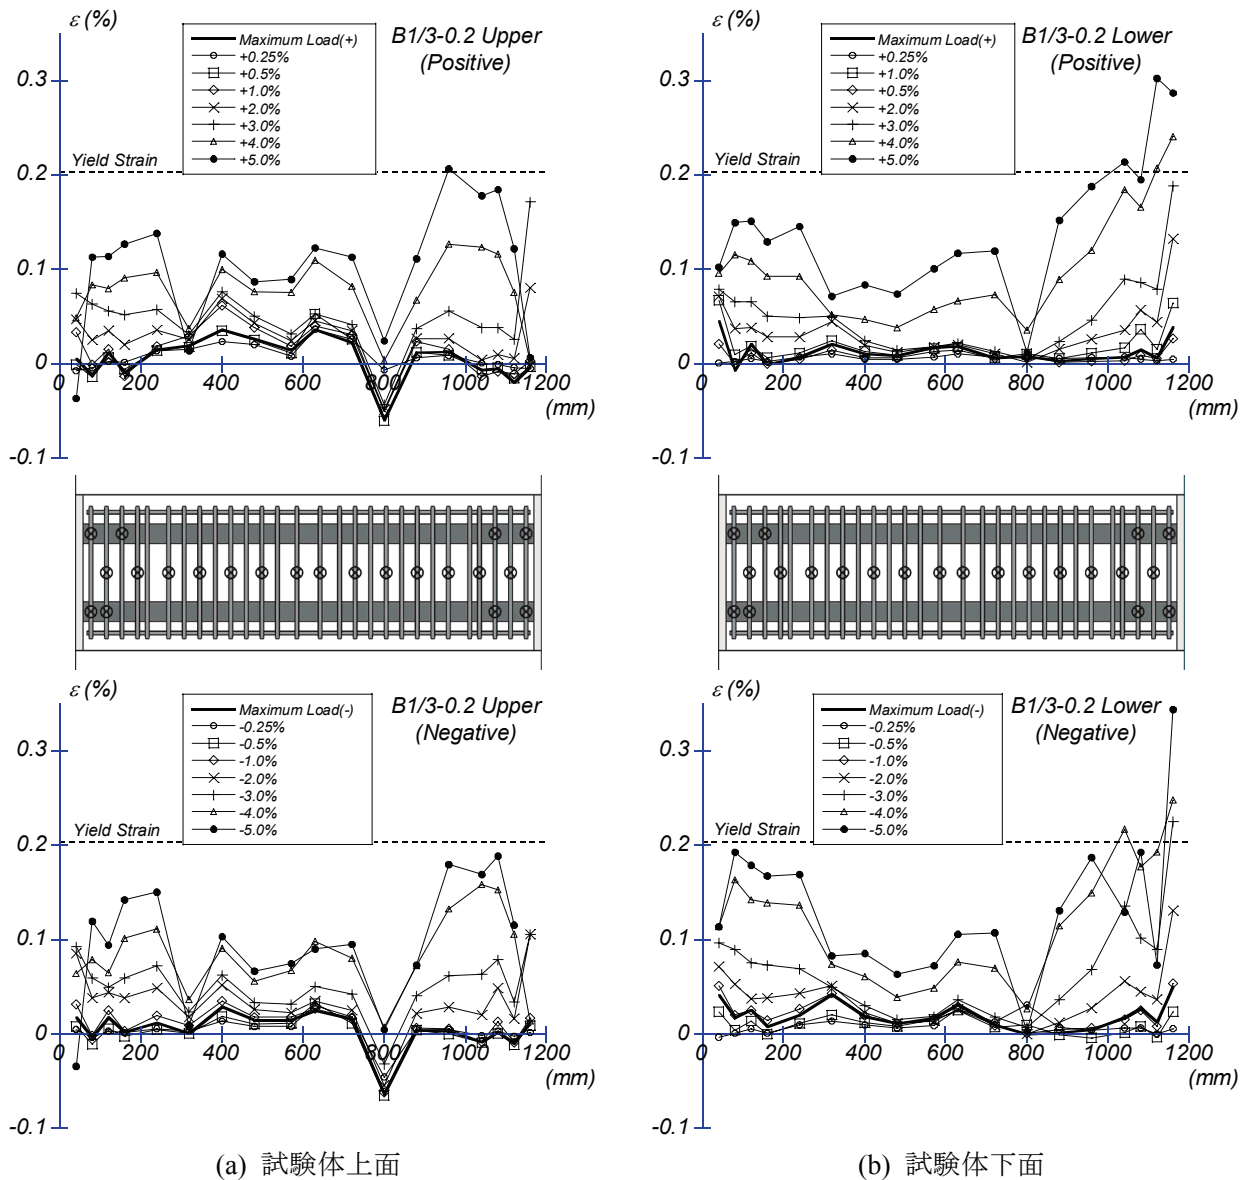 ε (%)
B1/3-0.2 Upper
(Positive)
Maximum Load(+)
+0.25%
+0.5%
+1.0%
+2.0%
+3.0%
+4.0%
+5.0%
0.3
Yield Strain
0.2
0.1
0
0 200 400 600 800 1000 1200
(mm)
-0.1
ε (%)
B1/3-0.2 Lower
(Positive)
Maximum Load(+)
+0.25%
+1.0%
+0.5%
+2.0%
+3.0%
+4.0%
+5.0%
0.3
Yield Strain
0.2
0.1
0
0 200 400 600 800 1000 1200
(mm)
-0.1
ε (%)
B1/3-0.2 Upper
(Negative)
Maximum Load(-)
-0.25%
-0.5%
-1.0%
-2.0%
-3.0%
-4.0%
-5.0%
0.3
Yield Strain
0.2
0.1
0
0 200 400 600 800 1000 1200
(mm)
-0.1
ε (%)
B1/3-0.2 Lower
(Negative)
Maximum Load(-)
-0.25%
-0.5%
-1.0%
-2.0%
-3.0%
-4.0%
-5.0%
0.3
Yield Strain
0.2
0.1
0
0 200 400 600 800 1000 1200
(mm)
-0.1
(a) 試験体上面
(b) 試験体下面